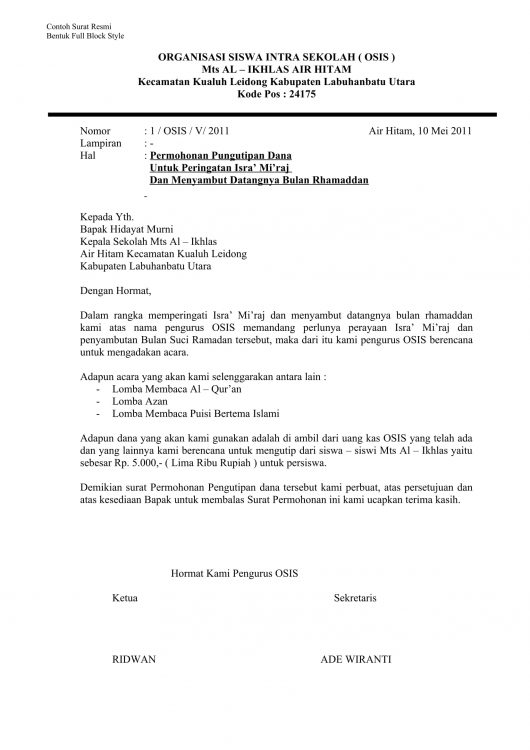 Contoh Surat Resmi
Bentuk Full Block Style
ORGANISASI SISWA INTRA SEKOLAH ( OSIS )
Mts AL – IKHLAS AIR HITAM
Kecamatan Kualuh Leidong Kabupaten Labuhanbatu Utara
Kode Pos : 24175
Nomor : 1 / OSIS / V/ 2011 Air Hitam, 10 Mei 2011
Lampiran : -
Hal : Permohonan Pungutipan Dana
Untuk Peringatan Isra’ Mi’raj
Dan Menyambut Datangnya Bulan Rhamaddan
Kepada Yth.
Bapak Hidayat Murni
Kepala Sekolah Mts Al – Ikhlas
Air Hitam Kecamatan Kualuh Leidong
Kabupaten Labuhanbatu Utara
Dengan Hormat,
Dalam rangka memperingati Isra’ Mi’raj dan menyambut datangnya bulan rhamaddan
kami atas nama pengurus OSIS memandang perlunya perayaan Isra’ Mi’raj dan
penyambutan Bulan Suci Ramadan tersebut, maka dari itu kami pengurus OSIS berencana
untuk mengadakan acara.
Adapun acara yang akan kami selenggarakan antara lain :
- Lomba Membaca Al – Qur’an
- Lomba Azan
- Lomba Membaca Puisi Bertema Islami
Adapun dana yang akan kami gunakan adalah di ambil dari uang kas OSIS yang telah ada
dan yang lainnya kami berencana untuk mengutip dari siswa – siswi Mts Al – Ikhlas yaitu
sebesar Rp. 5.000,- ( Lima Ribu Rupiah ) untuk persiswa.
Demikian surat Permohonan Pengutipan dana tersebut kami perbuat, atas persetujuan dan
atas kesediaan Bapak untuk membalas Surat Permohonan ini kami ucapkan terima kasih.
Hormat Kami Pengurus OSIS
Ketua Sekretaris
RIDWAN ADE WIRANTI